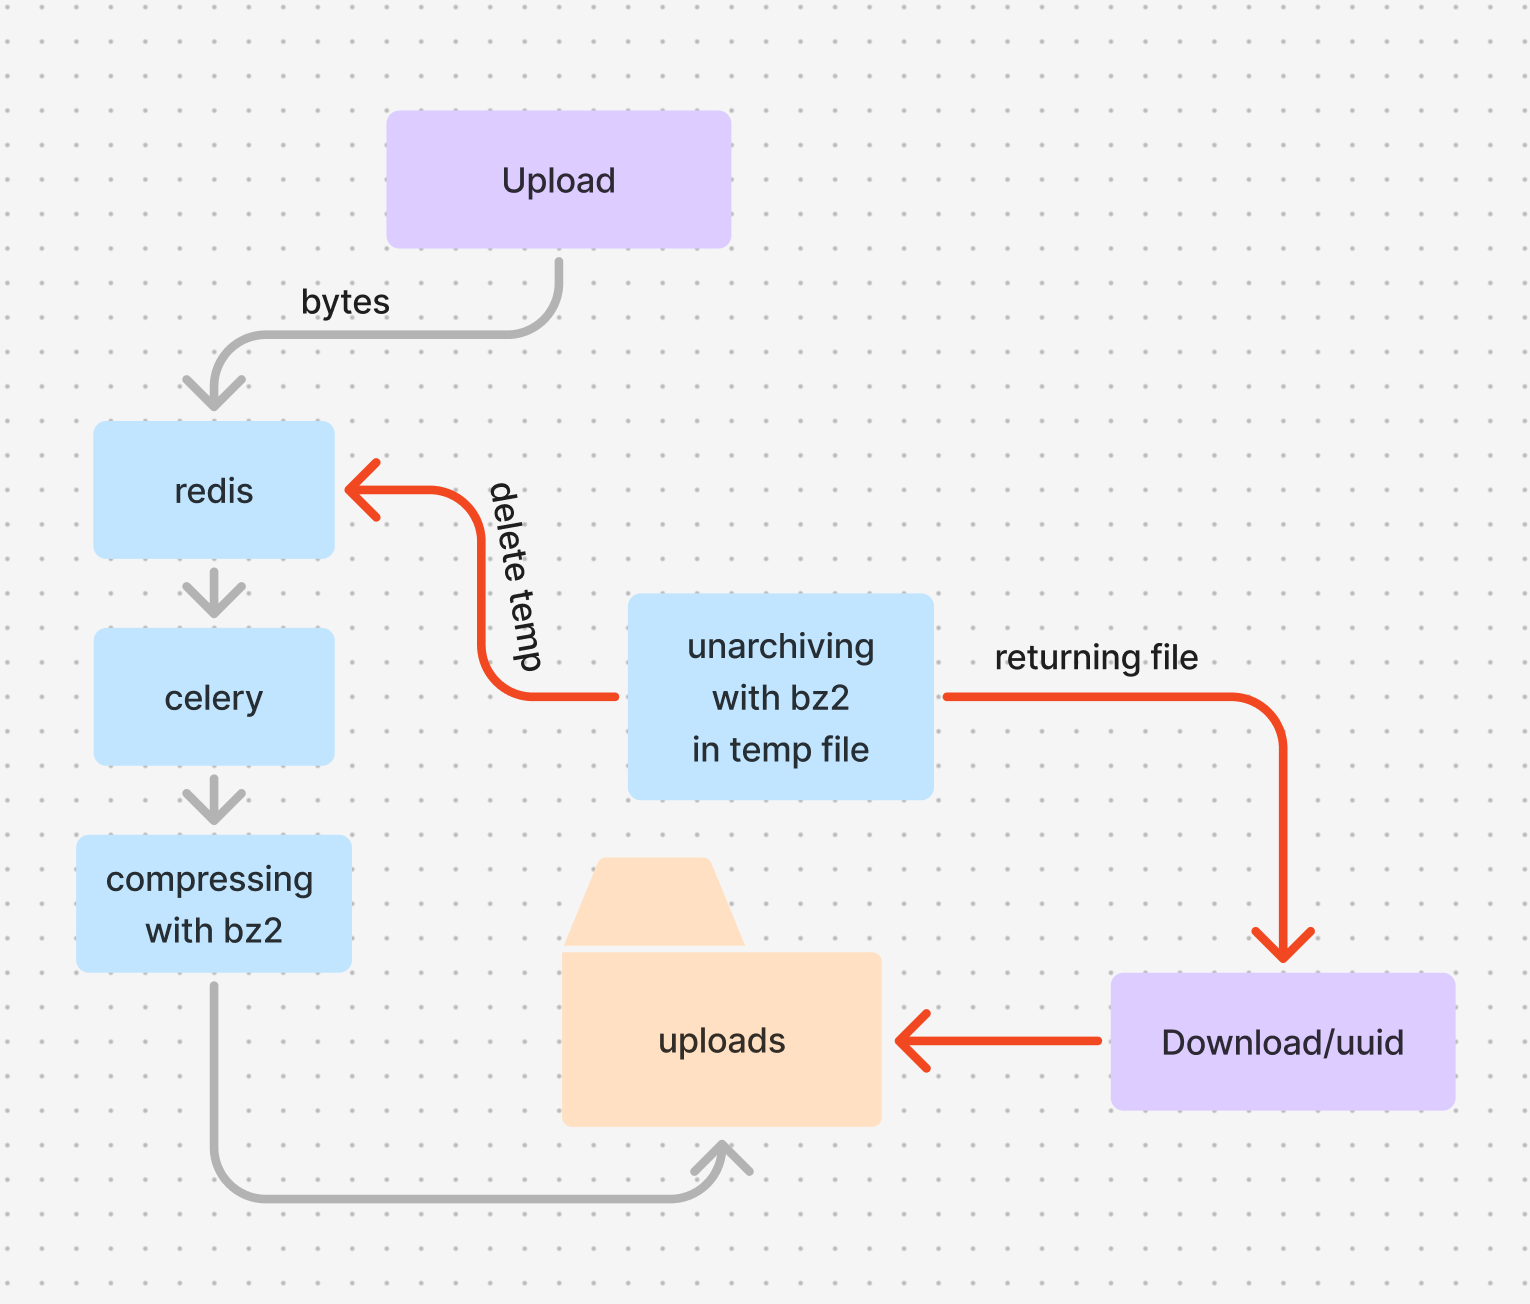 Upload
bytes
redis
delete temp
celery
unarchiving
with bz2
in temp file
returning file
compressing
with bz2
uploads
Download/uuid